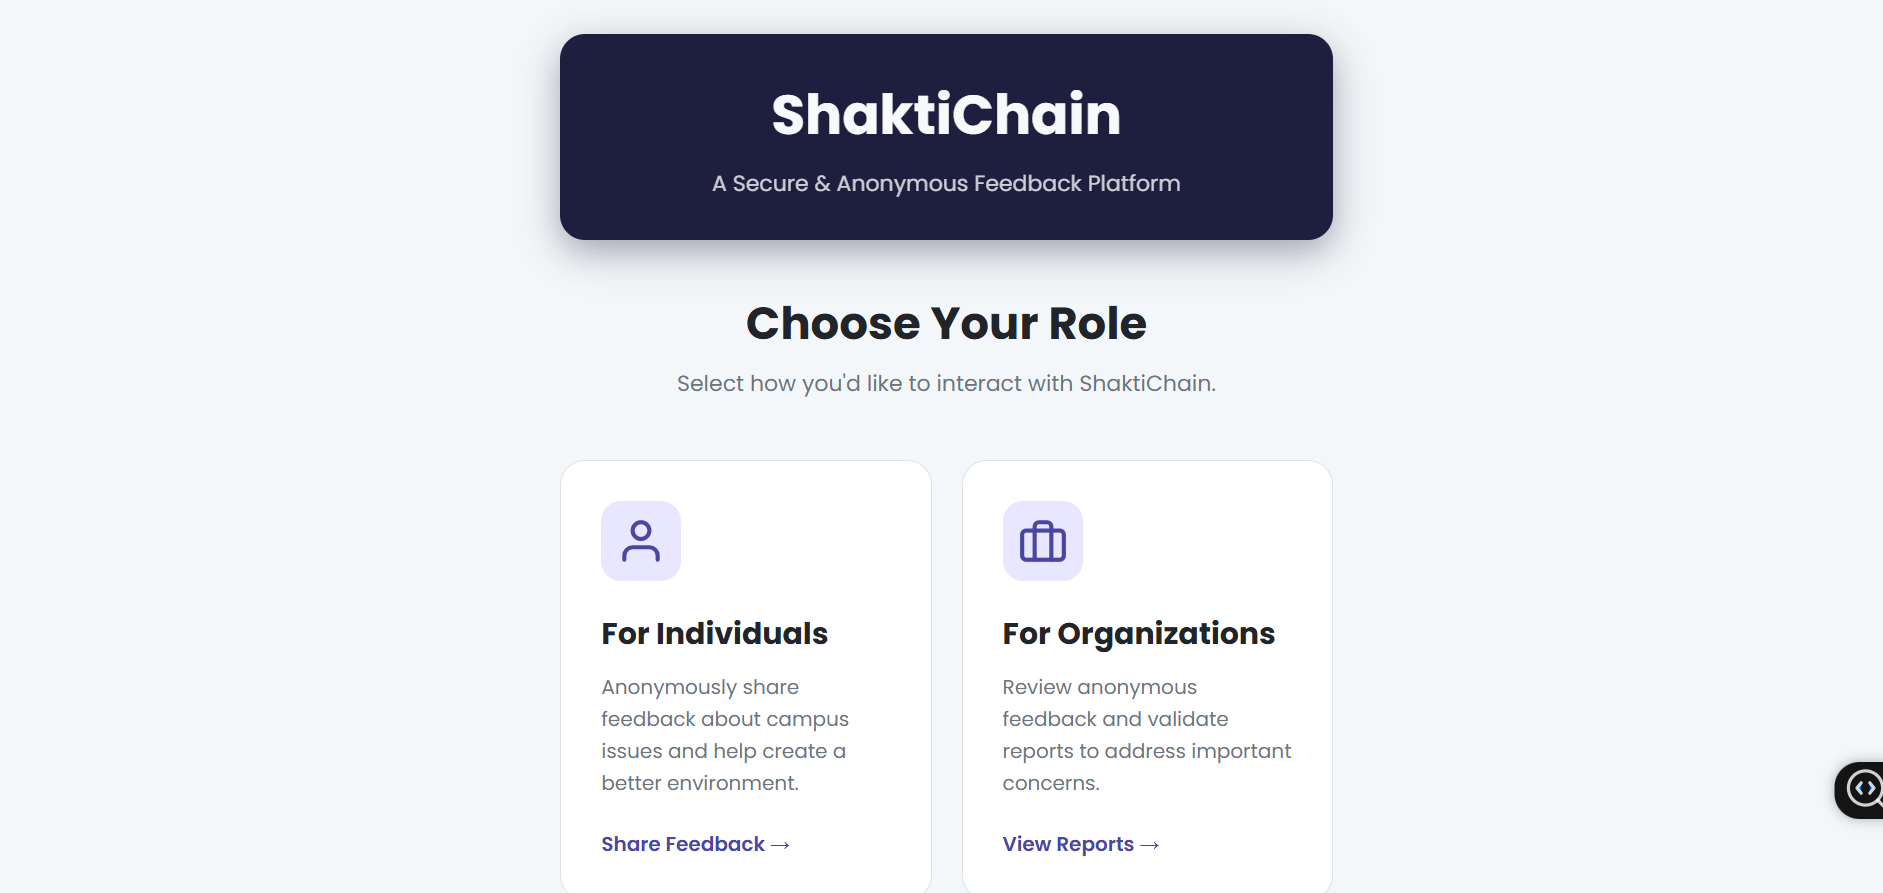 ShaktiChain
A Secure & Anonymous Feedback Platform
Choose Your Role
Select how you'd like to interact with ShaktiChain.
For Individuals
Anonymously share
feedback about campus
issues and help create a
better environment.
Share Feedback →
For Organizations
Review anonymous
feedback and validate
reports to address important
concerns.
View Reports →